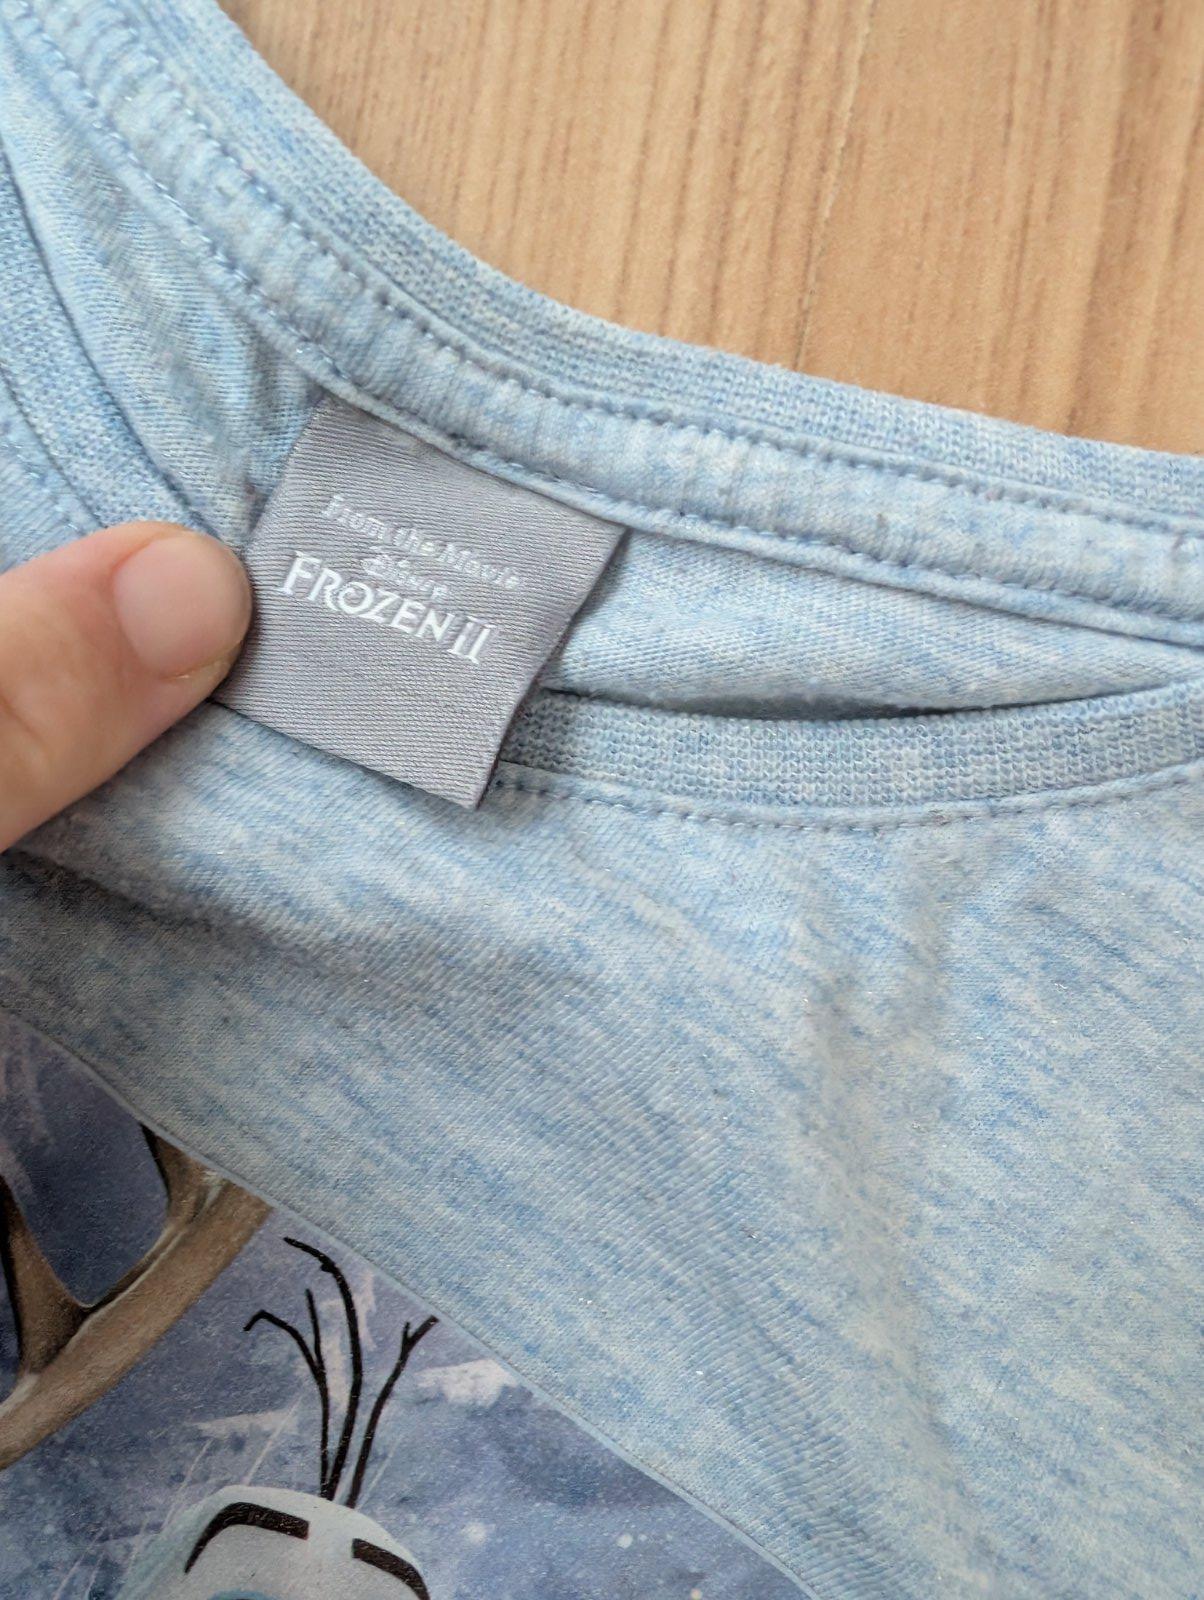 From the Movie
Disney
FROZEN II